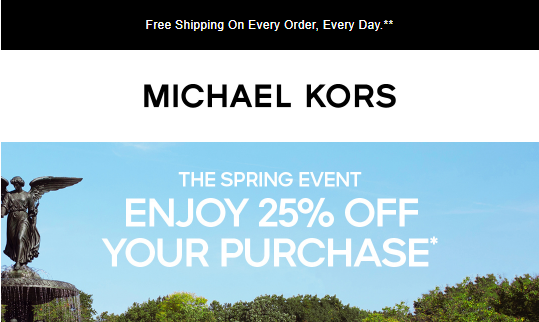 Free Shipping On Every Order, Every Day.**
MICHAEL KORS
THE SPRING EVENT
ENJOY 25% OFF
YOUR PURCHASE*